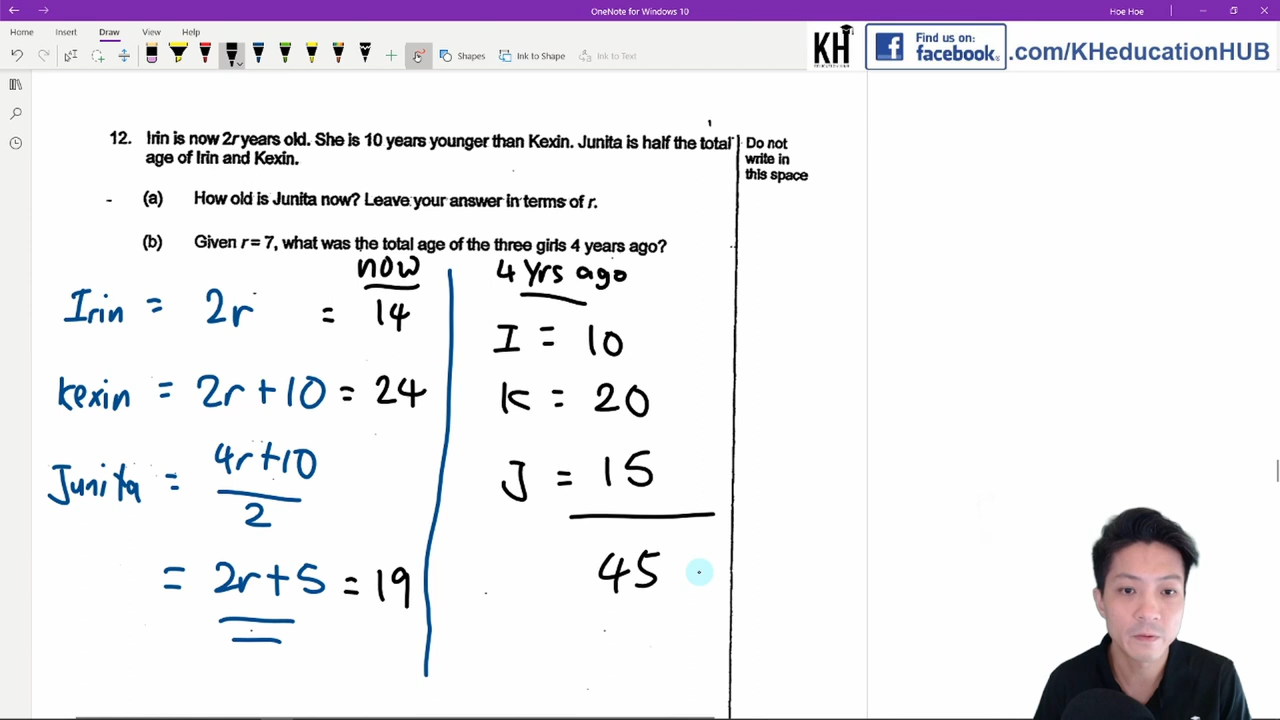 OneNote for Windows 10
Hoe Hoe
Home Insert Draw View Help
Shapes Ink to Shape Ink to Text
KH
Find us on:
facebook.
.com/KHeducationHUB
12. Irin is now 2r years old. She is 10 years younger than Kexin. Junita is half the total
age of Irin and Kexin.
Do not
write in
this space
(a) How old is Junita now? Leave your answer in terms of r.
(b) Given r = 7, what was the total age of the three girls 4 years ago?
now
Irin = 2r = 14
Kexin = 2r + 10 = 24
Junita = 4r+10
2
= 2r+5 = 19
4 Yrs ago
I = 10
K = 20
J = 15
45